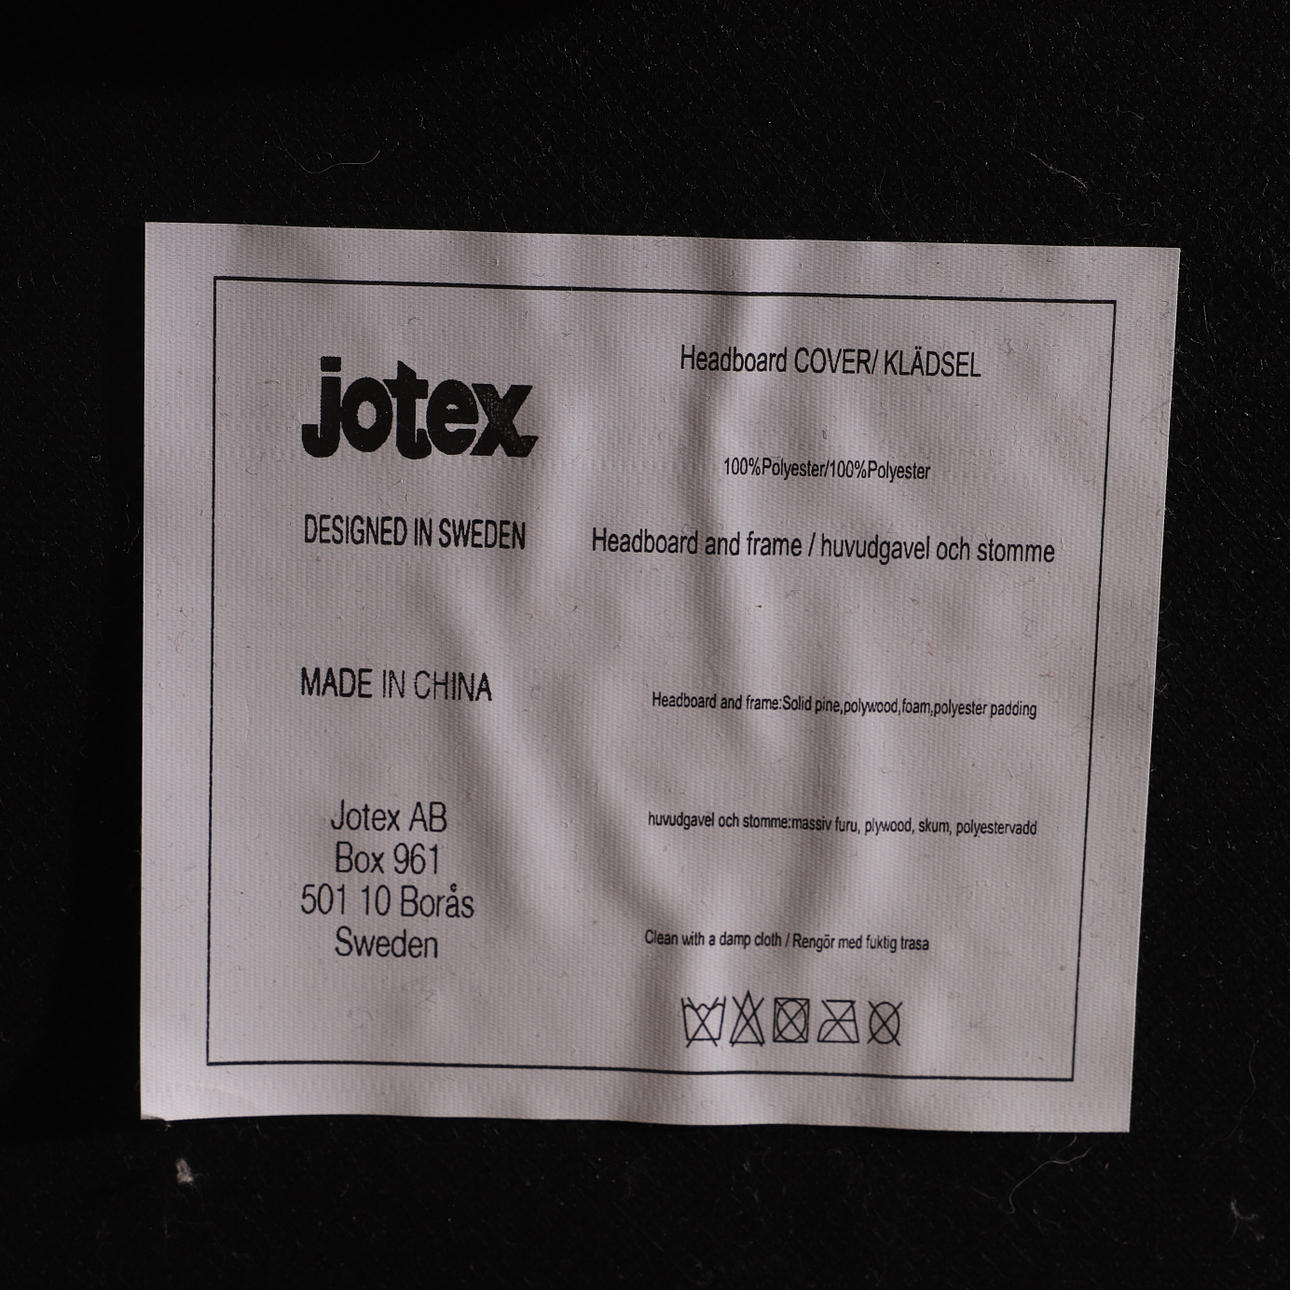 jotex
DESIGNED IN SWEDEN
MADE IN CHINA
Jotex AB
Box 961
501 10 Borås
Sweden
Headboard COVER/ KLÄDSEL
100%Polyester/100%Polyester
Headboard and frame / huvudgavel och stomme
Headboard and frame:Solid pine,polywood,foam,polyester padding
huvudgavel och stomme:massiv furu, plywood, skum, polyestervadd
Clean with a damp cloth / Rengör med fuktig trasa